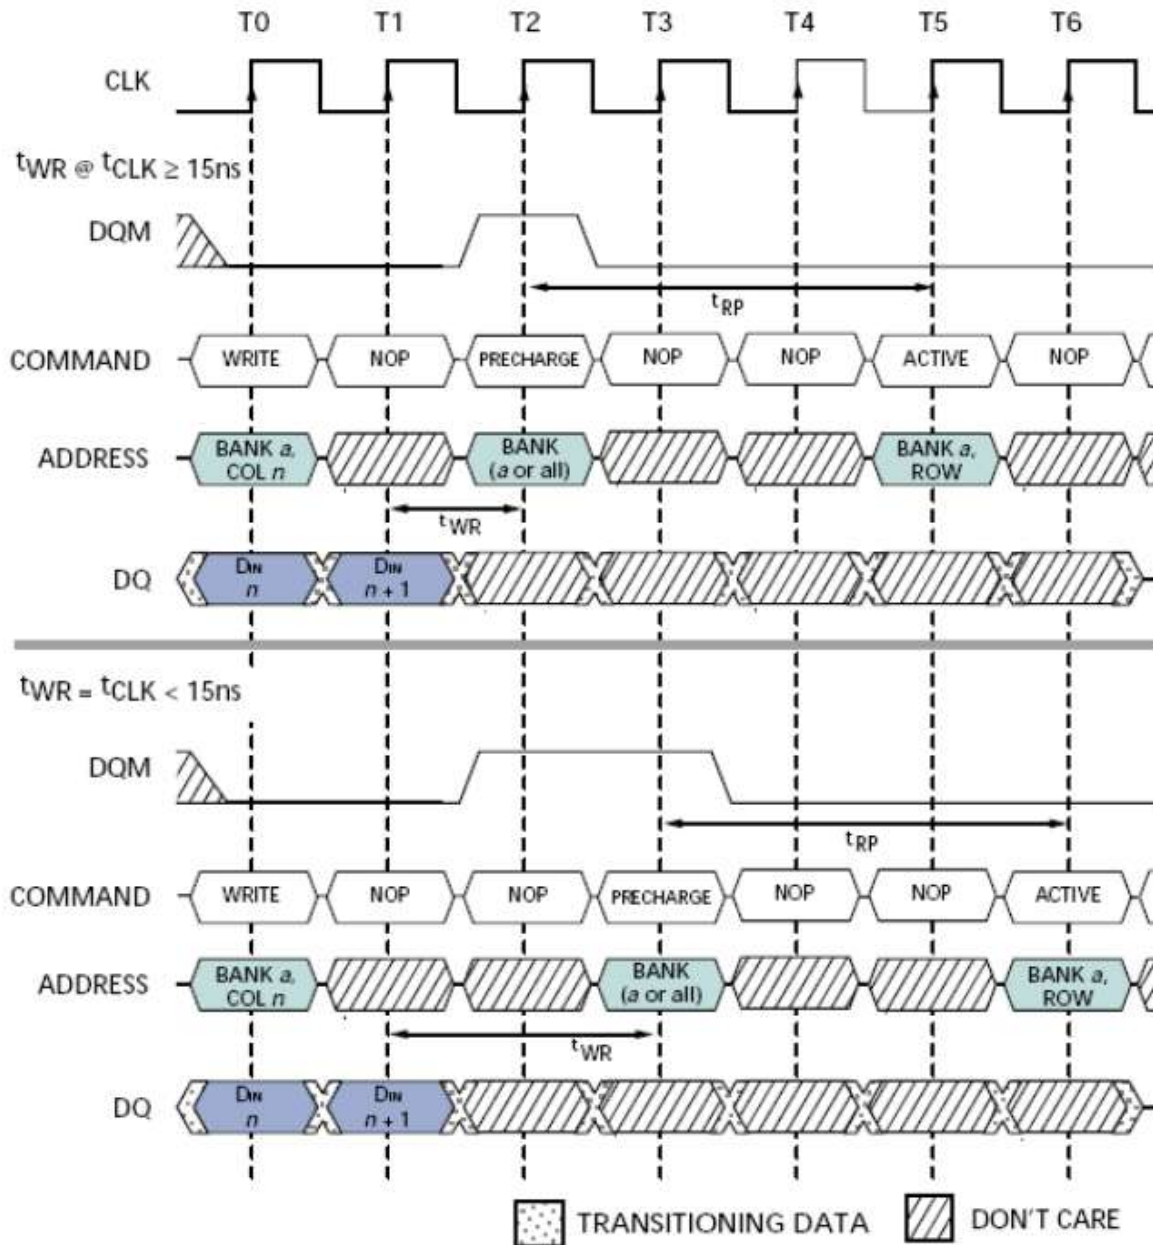 T0 T1 T2 T3 T4 T5 T6
CLK
tWR @ tCLK ≥ 15ns
DQM
tRP
COMMAND WRITE NOP PRECHARGE NOP NOP ACTIVE NOP
ADDRESS BANK a, COL n BANK (a or all) BANK a, ROW
tWR
DQ DIN n DIN n + 1
tWR = tCLK < 15ns
DQM
tRP
COMMAND WRITE NOP NOP PRECHARGE NOP NOP ACTIVE
ADDRESS BANK a, COL n BANK (a or all) BANK a, ROW
tWR
DQ DIN n DIN n + 1
TRANSITIONING DATA DON'T CARE